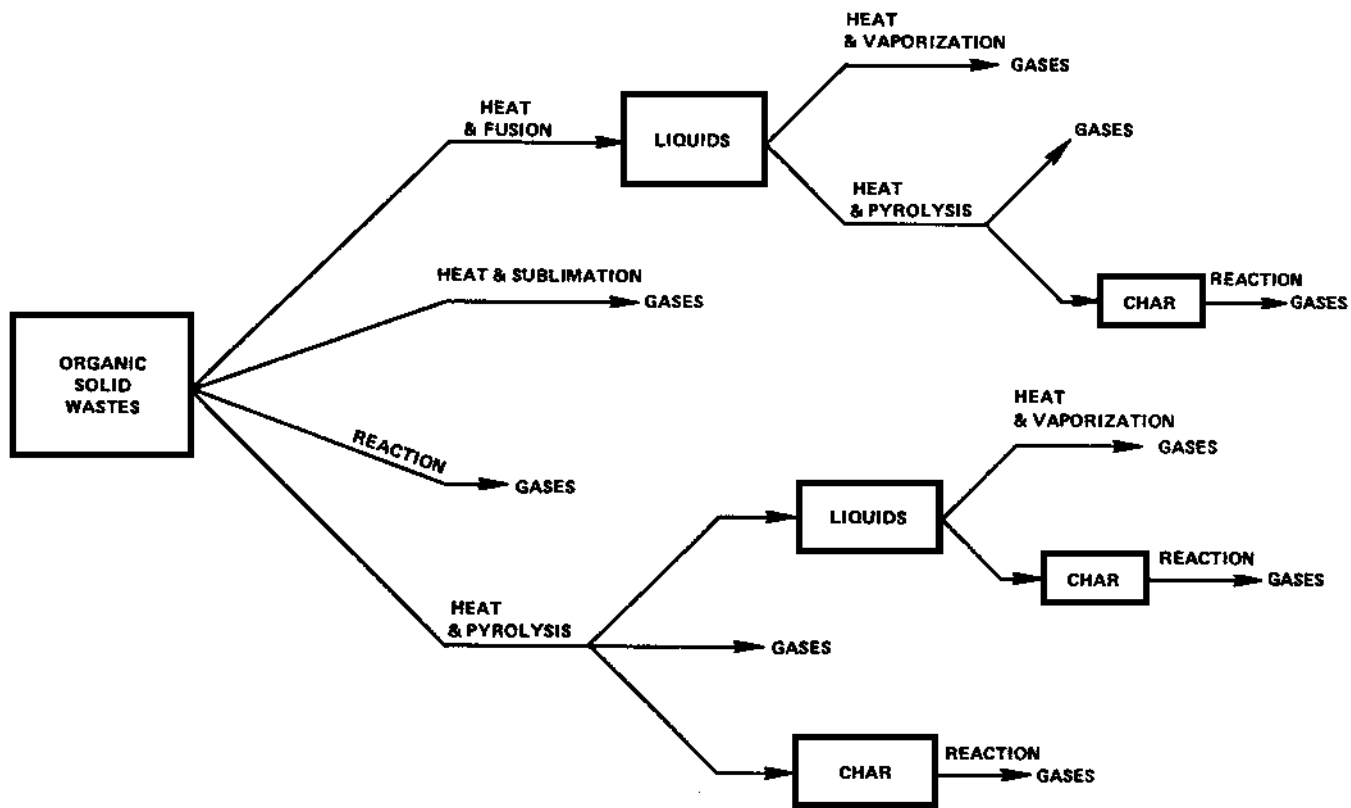 HEAT
& VAPORIZATION
GASES
HEAT
& FUSION
LIQUIDS
GASES
HEAT
& PYROLYSIS
HEAT & SUBLIMATION
GASES
CHAR
REACTION
GASES
ORGANIC
SOLID
WASTES
REACTION
GASES
HEAT
& VAPORIZATION
GASES
LIQUIDS
CHAR
REACTION
GASES
HEAT
& PYROLYSIS
GASES
CHAR
REACTION
GASES